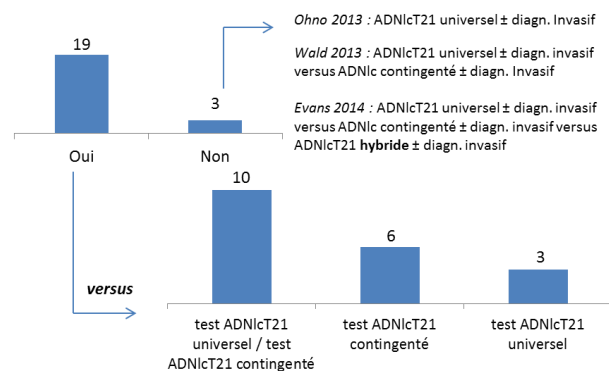 19
3
Oui
Non
Ohno 2013 : ADNlcT21 universel ± diagn. Invasif
Wald 2013 : ADNlcT21 universel ± diagn. invasif
versus ADNlc contingenté ± diagn. Invasif
Evans 2014 : ADNlcT21 universel ± diagn. invasif
versus ADNlc contingenté ± diagn. invasif versus
ADNlcT21 hybride ± diagn. invasif
versus
10
6
3
test ADNlcT21
universel / test
ADNlcT21 contingenté
test ADNlcT21
contingenté
test ADNlcT21
universel